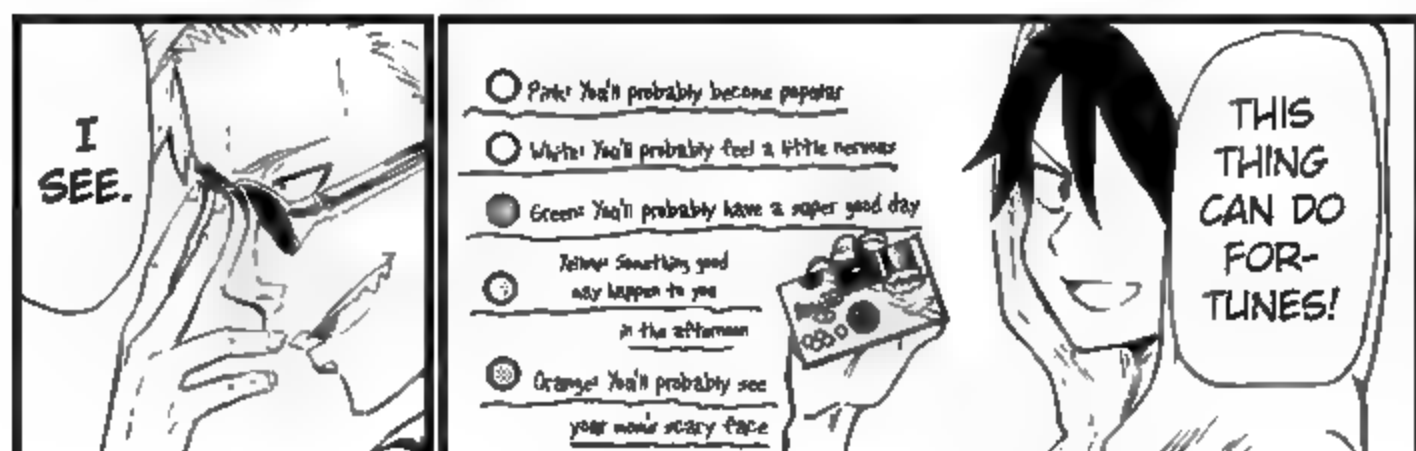 THIS
THING
CAN DO
FOR-
TUNES!
Pink: You'll probably become popular
White: You'll probably feel a little nervous
Green: You'll probably have a super good day
Yellow: Something good
may happen to you
in the afternoon
Orange: You'll probably see
your mom's scary face
I
SEE.